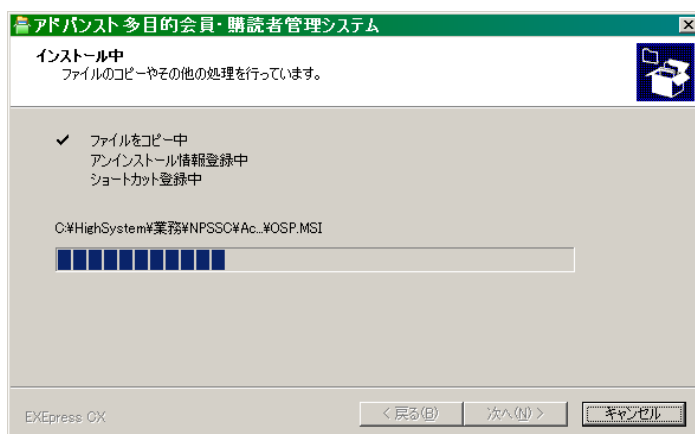 アドバンスト多目的会員・購読者管理システム
インストール中
ファイルのコピーやその他の処理を行っています。
ファイルをコピー中
アンインストール情報登録中
ショートカット登録中
C:¥HighSystem¥業務¥NPSSC¥Ac...¥OSP.MSI
EXEpress CX
< 戻る(B)
次へ(N) >
キャンセル